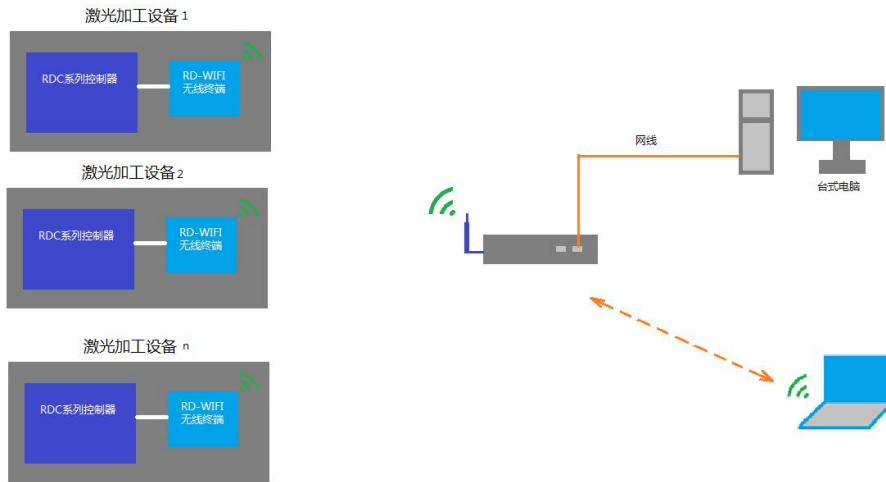 激光加工设备 1
RDC系列控制器
RD-WIFI
无线终端
激光加工设备 2
RDC系列控制器
RD-WIFI
无线终端
激光加工设备 n
RDC系列控制器
RD-WIFI
无线终端
网线
台式电脑